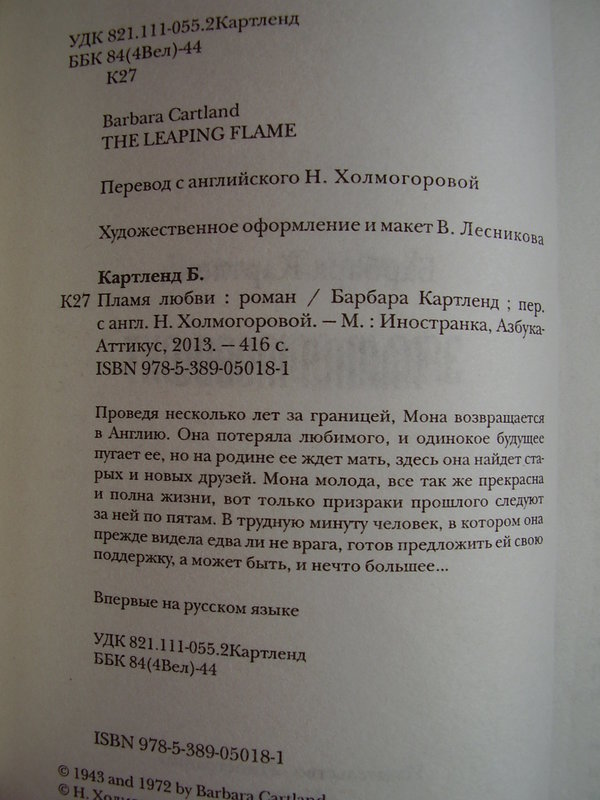 УДК 821.111-055.2Картленд
ББК 84(4Вел)-44
К27
Barbara Cartland
THE LEAPING FLAME
Перевод с английского Н. Холмогоровой
Художественное оформление и макет В. Лесникова
Картленд Б.
К27 Пламя любви : роман / Барбара Картленд ; пер.
с англ. Н. Холмогоровой. — М. : Иностранка, Азбука-
Аттикус, 2013. — 416 с.
ISBN 978-5-389-05018-1
Проведя несколько лет за границей, Мона возвращается
в Англию. Она потеряла любимого, и одинокое будущее
пугает ее, но на родине ее ждет мать, здесь она найдет ста-
рых и новых друзей. Мона молода, все так же прекрасна
и полна жизни, вот только призраки прошлого следуют
за ней по пятам. В трудную минуту человек, в котором она
прежде видела едва ли не врага, готов предложить ей свою
поддержку, а может быть, и нечто большее...
Впервые на русском языке
УДК 821.111-055.2Картленд
ББК 84(4Вел)-44
ISBN 978-5-389-05018-1
© 1943 and 1972 by Barbara Cartland
© Н.